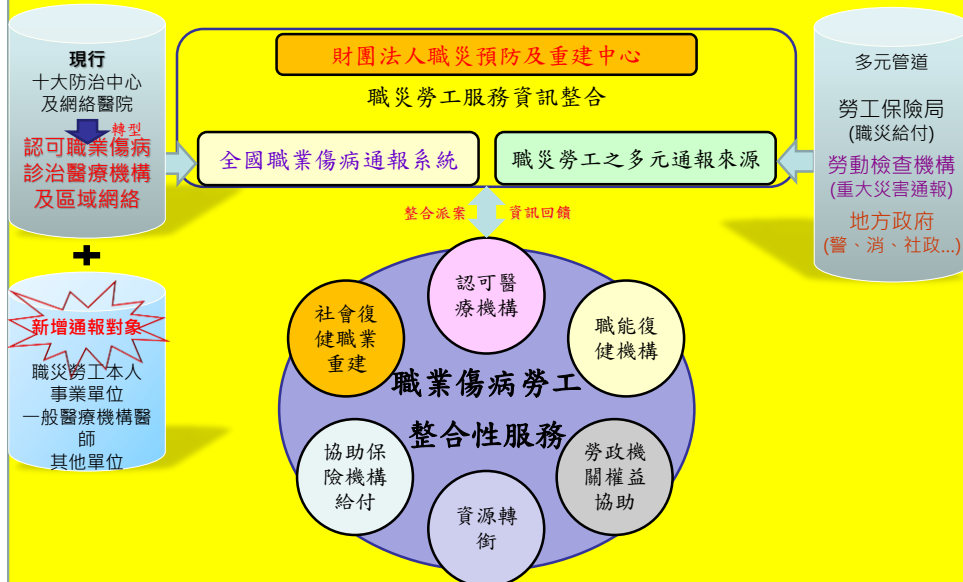 現行
十大防治中心
及網絡醫院
轉型
認可職業傷病
診治醫療機構
及區域網絡
+
新增通報對象
職災勞工本人
事業單位
一般醫療機構醫
師
其他單位
財團法人職災預防及重建中心
職災勞工服務資訊整合
全國職業傷病通報系統
職災勞工之多元通報來源
多元管道
勞工保險局
(職災給付)
勞動檢查機構
(重大災害通報)
地方政府
(警、消、社政...)
整合派案
資訊回饋
認可醫
療機構
社會復
健職業
重建
職能復
健機構
職業傷病勞工
整合性服務
協助保
險機構
給付
勞政機
關權益
協助
資源轉
銜